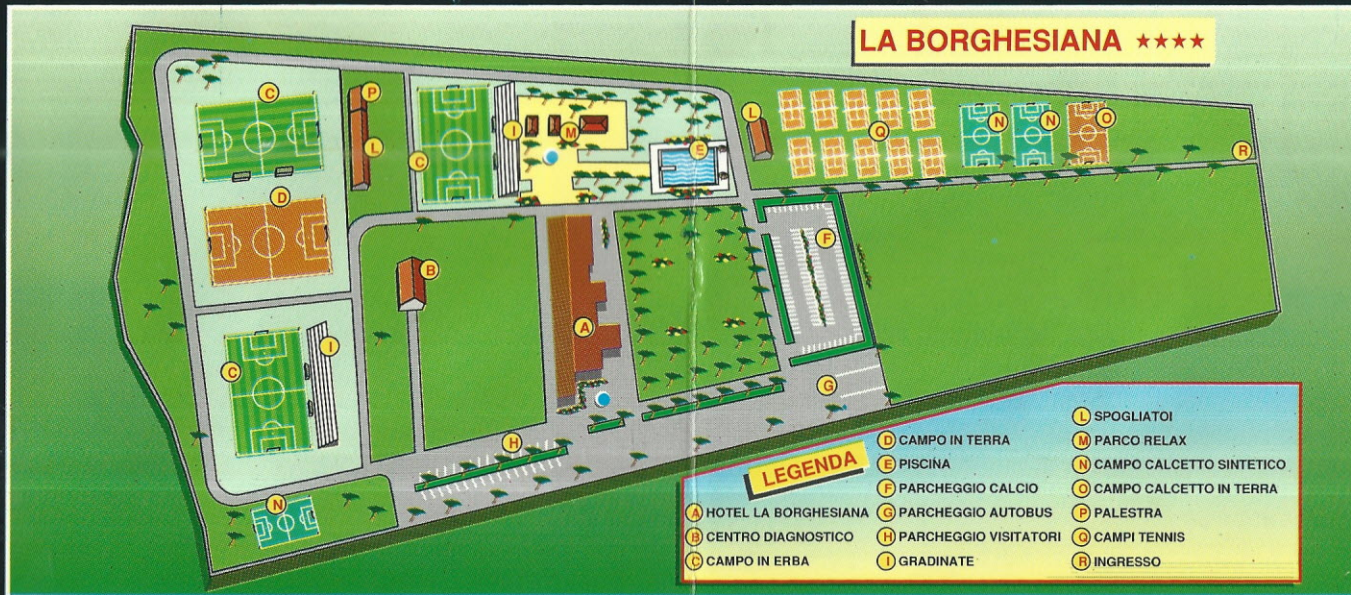 LA BORGHESIANA ★★★★
C
P
L
C
I
M
E
L
Q
N
N
O
R
D
B
A
F
C
I
G
H
N
LEGENDA
A HOTEL LA BORGHESIANA
B CENTRO DIAGNOSTICO
C CAMPO IN ERBA
D CAMPO IN TERRA
E PISCINA
F PARCHEGGIO CALCIO
G PARCHEGGIO AUTOBUS
H PARCHEGGIO VISITATORI
I GRADINATE
L SPOGLIATOI
M PARCO RELAX
N CAMPO CALCETTO SINTETICO
O CAMPO CALCETTO IN TERRA
P PALESTRA
Q CAMPI TENNIS
R INGRESSO